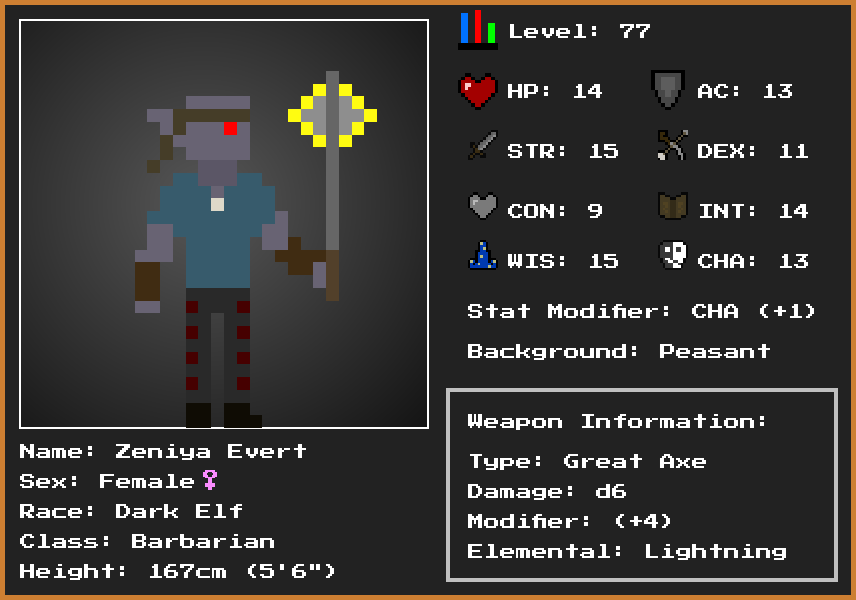 Level: 77
HP: 14 AC: 13
STR: 15 DEX: 11
CON: 9 INT: 14
WIS: 15 CHA: 13
Stat Modifier: CHA (+1)
Background: Peasant
Weapon Information:
Type: Great Axe
Damage: d6
Modifier: (+4)
Elemental: Lightning
Name: Zeniya Evert
Sex: Female♀
Race: Dark Elf
Class: Barbarian
Height: 167cm (5'6")